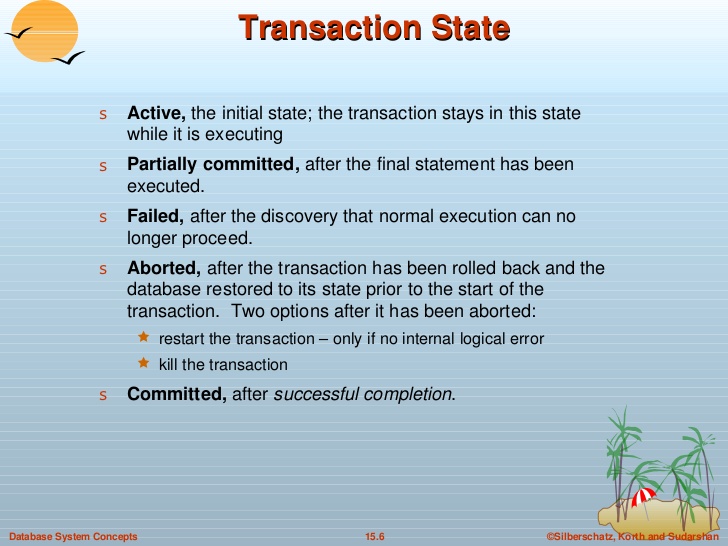 Transaction State
s Active, the initial state; the transaction stays in this state
while it is executing
s Partially committed, after the final statement has been
executed.
s Failed, after the discovery that normal execution can no
longer proceed.
s Aborted, after the transaction has been rolled back and the
database restored to its state prior to the start of the
transaction.  Two options after it has been aborted:
★ restart the transaction – only if no internal logical error
★ kill the transaction
s Committed, after successful completion.
Database System Concepts 15.6 ©Silberschatz, Korth and Sudarshan